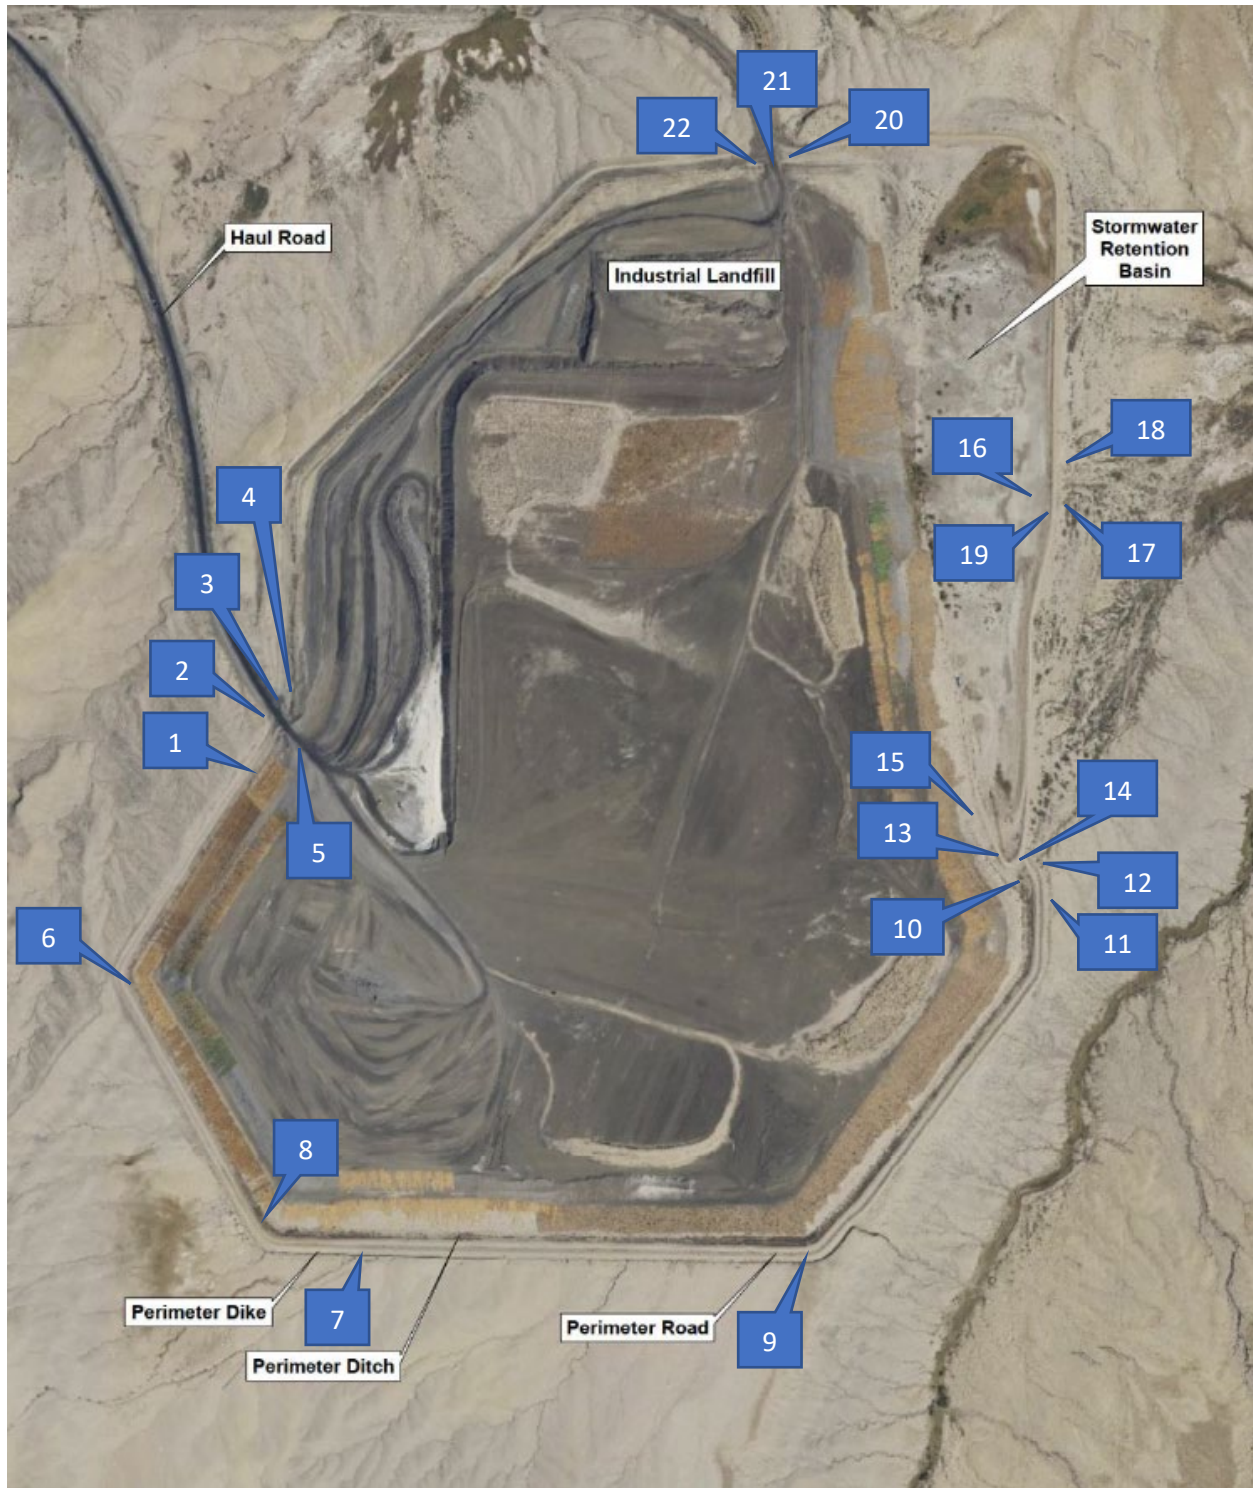 21
22
20
Haul Road
Stormwater
Retention
Basin
Industrial Landfill
18
16
4
19
17
3
2
1
15
14
13
5
12
10
11
6
8
Perimeter Dike
7
Perimeter Road
9
Perimeter Ditch